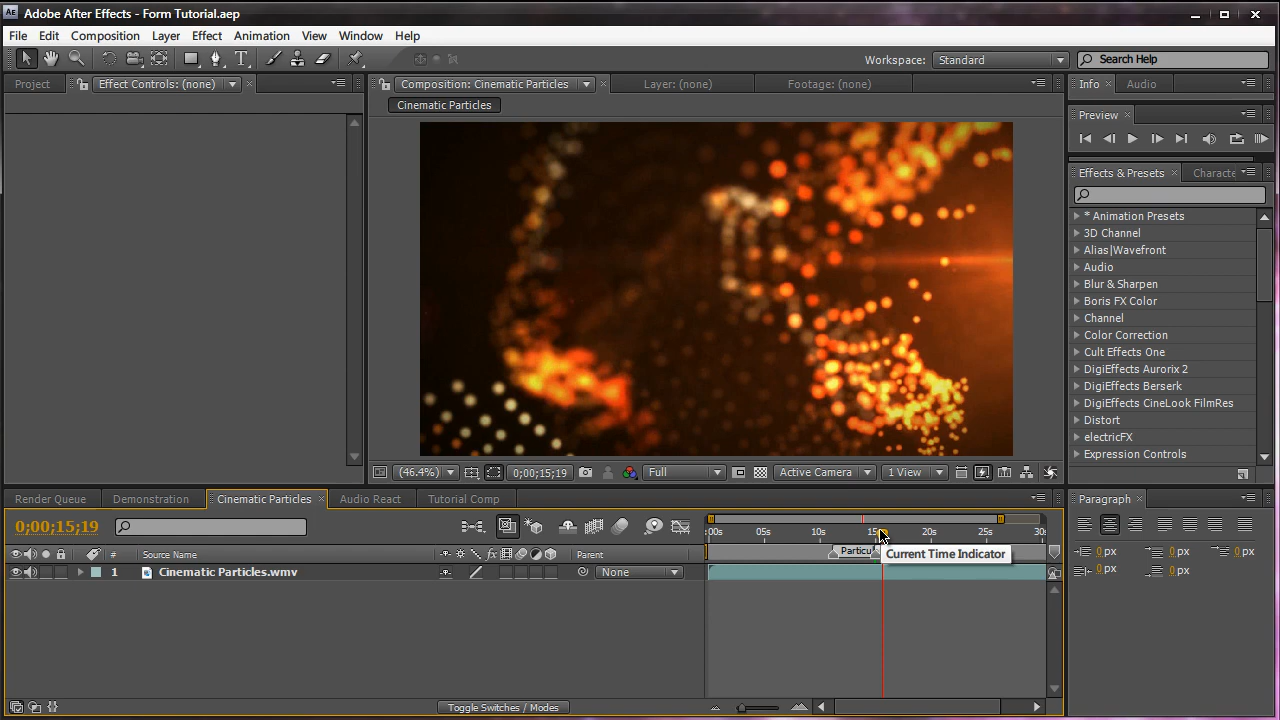 Ae Adobe After Effects - Form Tutorial.aep
File Edit Composition Layer Effect Animation View Window Help
Workspace: Standard Search Help
Project Effect Controls: (none) × Composition: Cinematic Particles × Layer: (none) Footage: (none) Info × Audio
Cinematic Particles
Preview ×
Effects & Presets × Characte
* Animation Presets
3D Channel
Alias|Wavefront
Audio
Blur & Sharpen
Boris FX Color
Channel
Color Correction
Cult Effects One
DigiEffects Aurorix 2
DigiEffects Berserk
DigiEffects CineLook FilmRes
Distort
electricFX
Expression Controls
(46.4%) 0;00;15;19 Full Active Camera 1 View
Render Queue Demonstration Cinematic Particles × Audio React Tutorial Comp Paragraph ×
0;00;15;19
:00s 05s 10s 15s 20s 25s 30s
# Source Name Parent Particu
Current Time Indicator
1 Cinematic Particles.wmv None
0 px 0 px 0 px
0 px 0 px
Toggle Switches / Modes